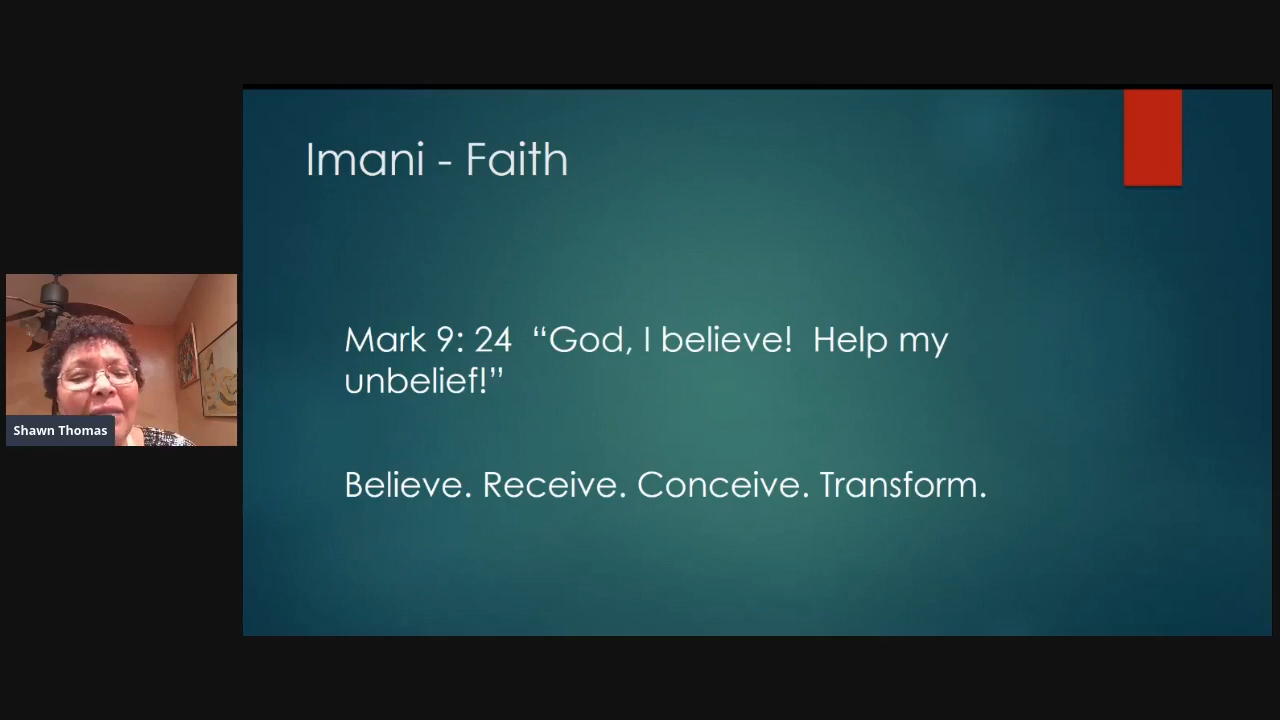 Imani - Faith
Mark 9: 24  “God, I believe!  Help my
unbelief!”
Believe. Receive. Conceive. Transform.
Shawn Thomas